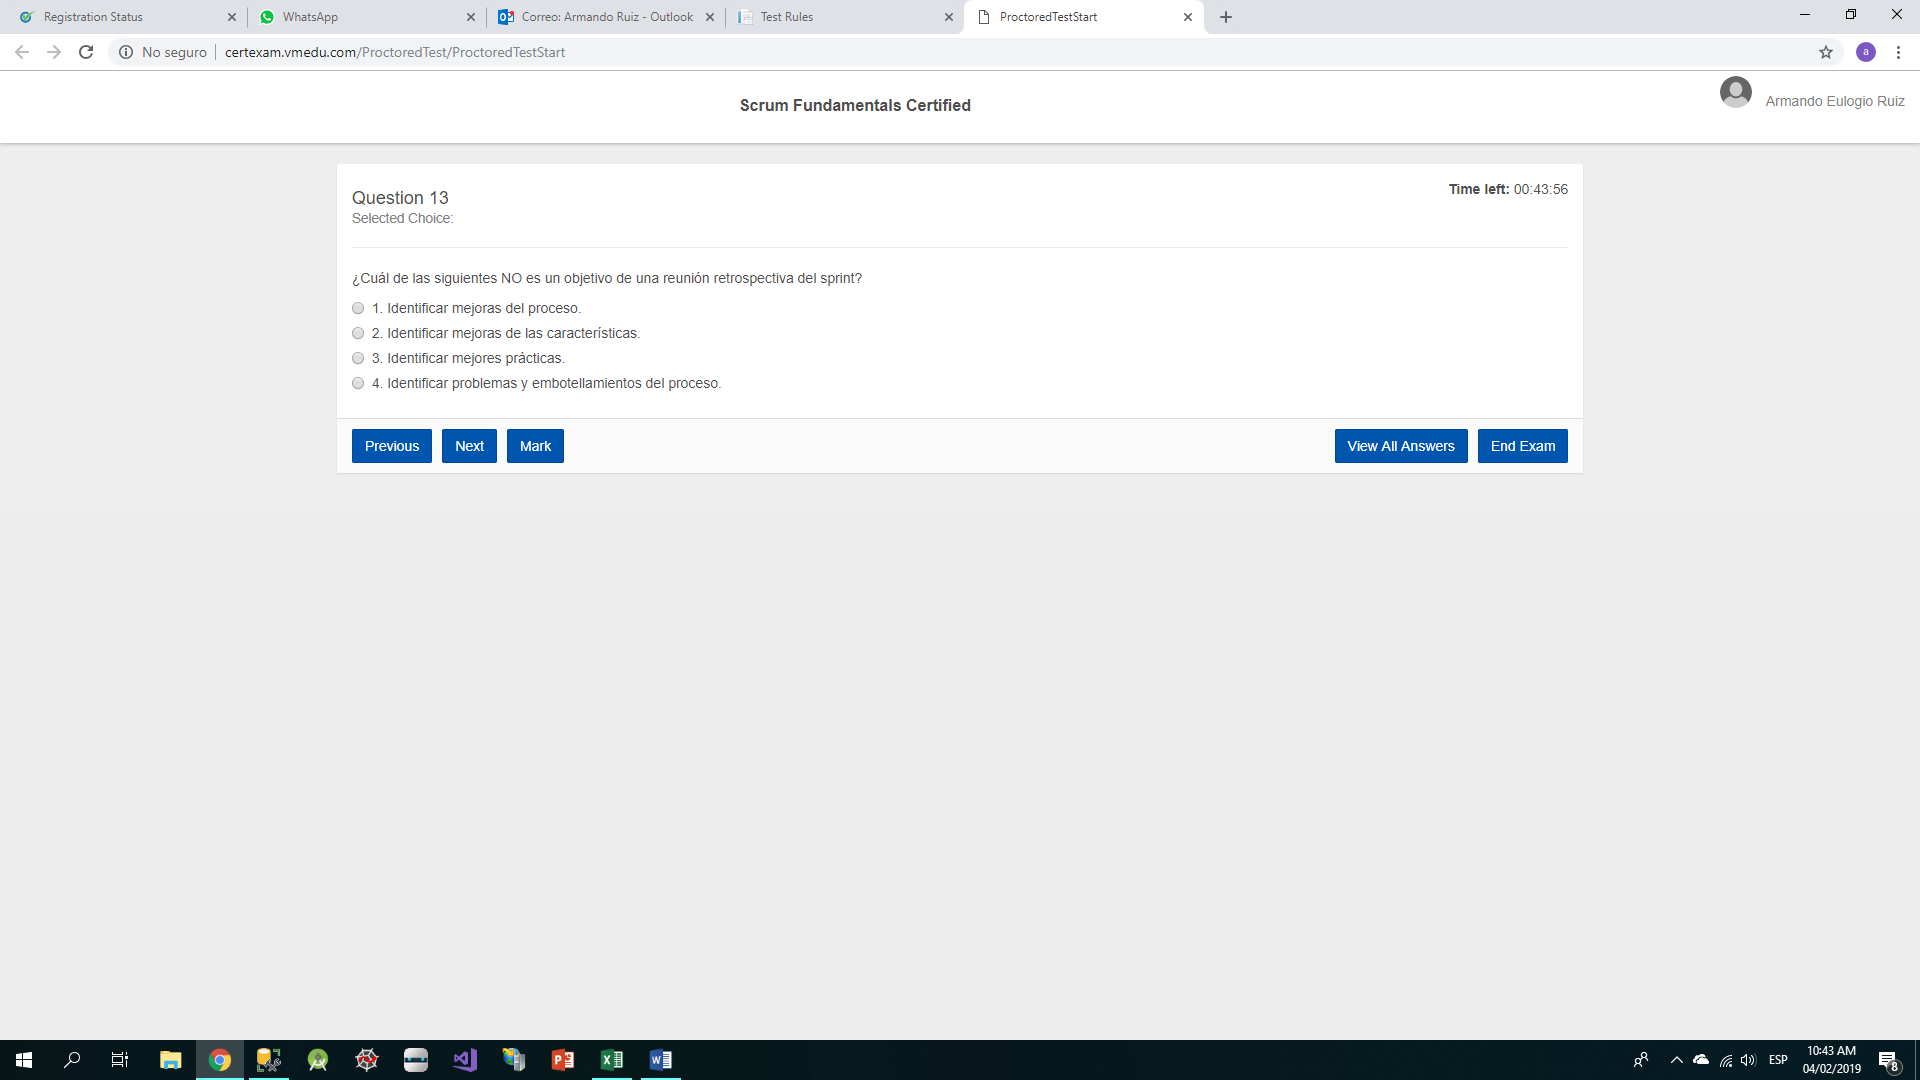 Registration Status
WhatsApp
Correo: Armando Ruiz - Outlook
Test Rules
ProctoredTestStart
No seguro
certexam.vmedu.com/ProctoredTest/ProctoredTestStart
a
Scrum Fundamentals Certified
Armando Eulogio Ruiz
Question 13
Time left: 00:43:56
Selected Choice:
¿Cuál de las siguientes NO es un objetivo de una reunión retrospectiva del sprint?
1. Identificar mejoras del proceso.
2. Identificar mejoras de las características.
3. Identificar mejores prácticas.
4. Identificar problemas y embotellamientos del proceso.
Previous
Next
Mark
View All Answers
End Exam
ESP
10:43 AM
04/02/2019
8